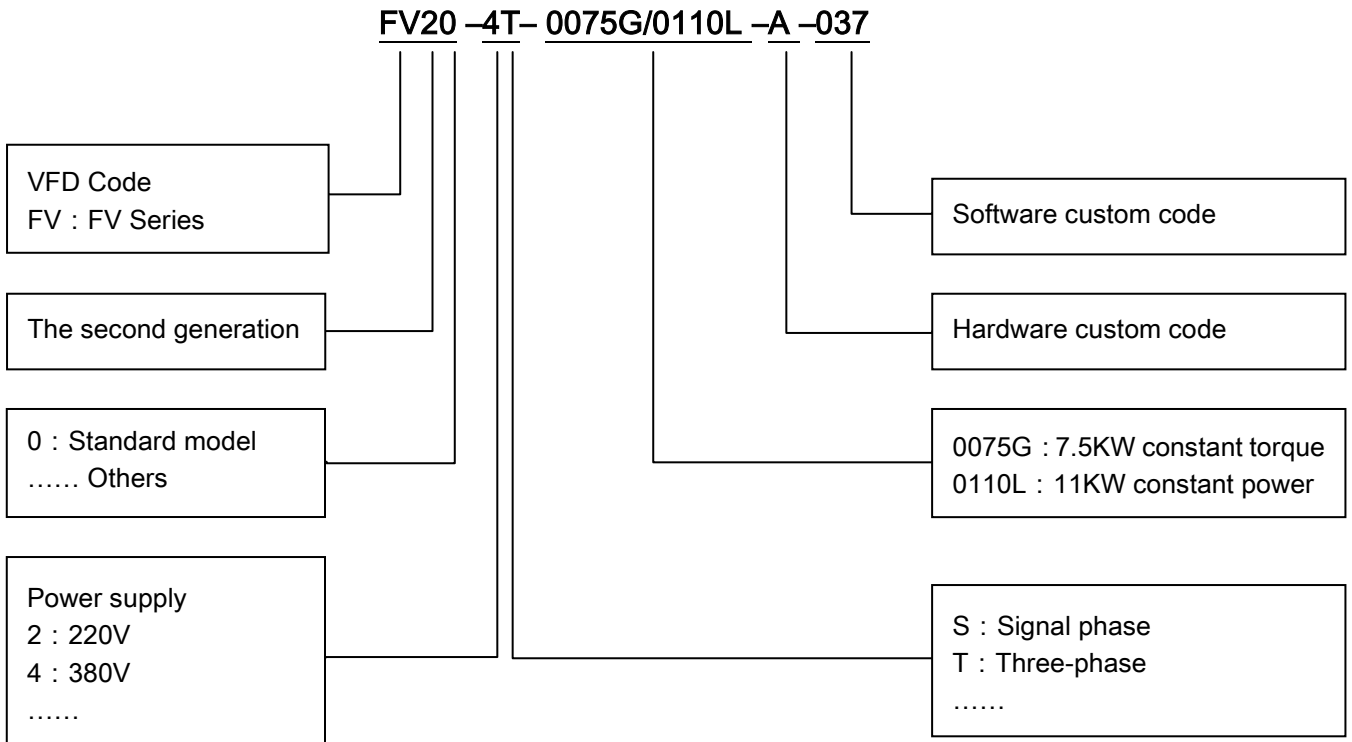 FV20 –4T– 0075G/0110L –A –037
VFD Code
FV：FV Series
The second generation
0：Standard model
…… Others
Power supply
2：220V
4：380V
……
Software custom code
Hardware custom code
0075G：7.5KW constant torque
0110L：11KW constant power
S：Signal phase
T：Three-phase
……